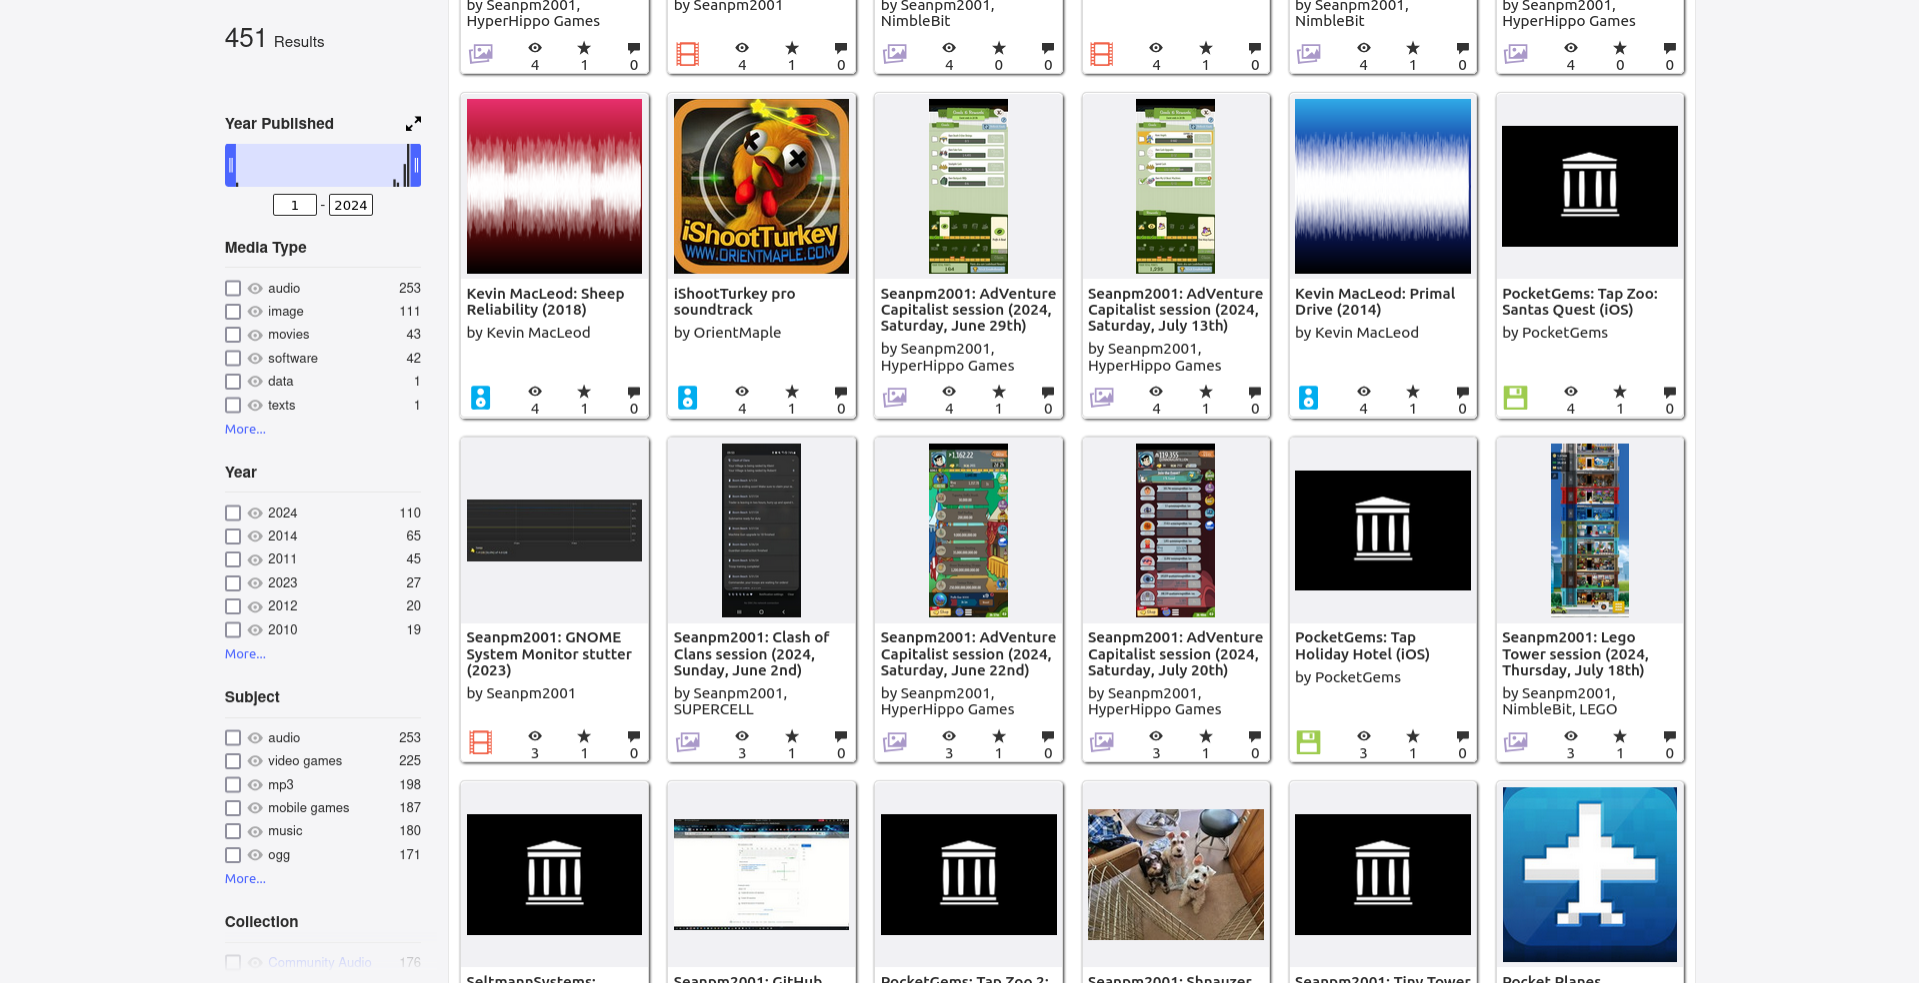 451 Results
Year Published
1 - 2024
Media Type
audio 253
image 111
movies 43
software 42
data 1
texts 1
More...
Year
2024 110
2014 65
2011 45
2023 27
2012 20
2010 19
More...
Subject
audio 253
video games 225
mp3 198
mobile games 187
music 180
ogg 171
More...
Collection
Community Audio 176
by Seanpm2001,
HyperHippo Games
4 1 0
by Seanpm2001
4 1 0
by Seanpm2001,
NimbleBit
4 0 0
4 1 0
by Seanpm2001,
NimbleBit
4 1 0
by Seanpm2001,
HyperHippo Games
4 0 0
Kevin MacLeod: Sheep
Reliability (2018)
by Kevin MacLeod
4 1 0
iShootTurkey
WWW.ORIENTMAPLE.COM
iShootTurkey pro
soundtrack
by OrientMaple
4 1 0
Seanpm2001: AdVenture
Capitalist session (2024,
Saturday, June 29th)
by Seanpm2001,
HyperHippo Games
4 1 0
Seanpm2001: AdVenture
Capitalist session (2024,
Saturday, July 13th)
by Seanpm2001,
HyperHippo Games
4 1 0
Kevin MacLeod: Primal
Drive (2014)
by Kevin MacLeod
4 1 0
PocketGems: Tap Zoo:
Santas Quest (iOS)
by PocketGems
4 1 0
Seanpm2001: GNOME
System Monitor stutter
(2023)
by Seanpm2001
3 1 0
Seanpm2001: Clash of
Clans session (2024,
Sunday, June 2nd)
by Seanpm2001,
SUPERCELL
3 1 0
Seanpm2001: AdVenture
Capitalist session (2024,
Saturday, June 22nd)
by Seanpm2001,
HyperHippo Games
3 1 0
Seanpm2001: AdVenture
Capitalist session (2024,
Saturday, July 20th)
by Seanpm2001,
HyperHippo Games
3 1 0
PocketGems: Tap
Holiday Hotel (iOS)
by PocketGems
3 1 0
Seanpm2001: Lego
Tower session (2024,
Thursday, July 18th)
by Seanpm2001,
NimbleBit, LEGO
3 1 0
SeltmannSystems:
Seanpm2001: GitHub
PocketGems: Tap Zoo 2:
Seanpm2001: Shnauzer
Seanpm2001: Tiny Tower
Pocket Planes